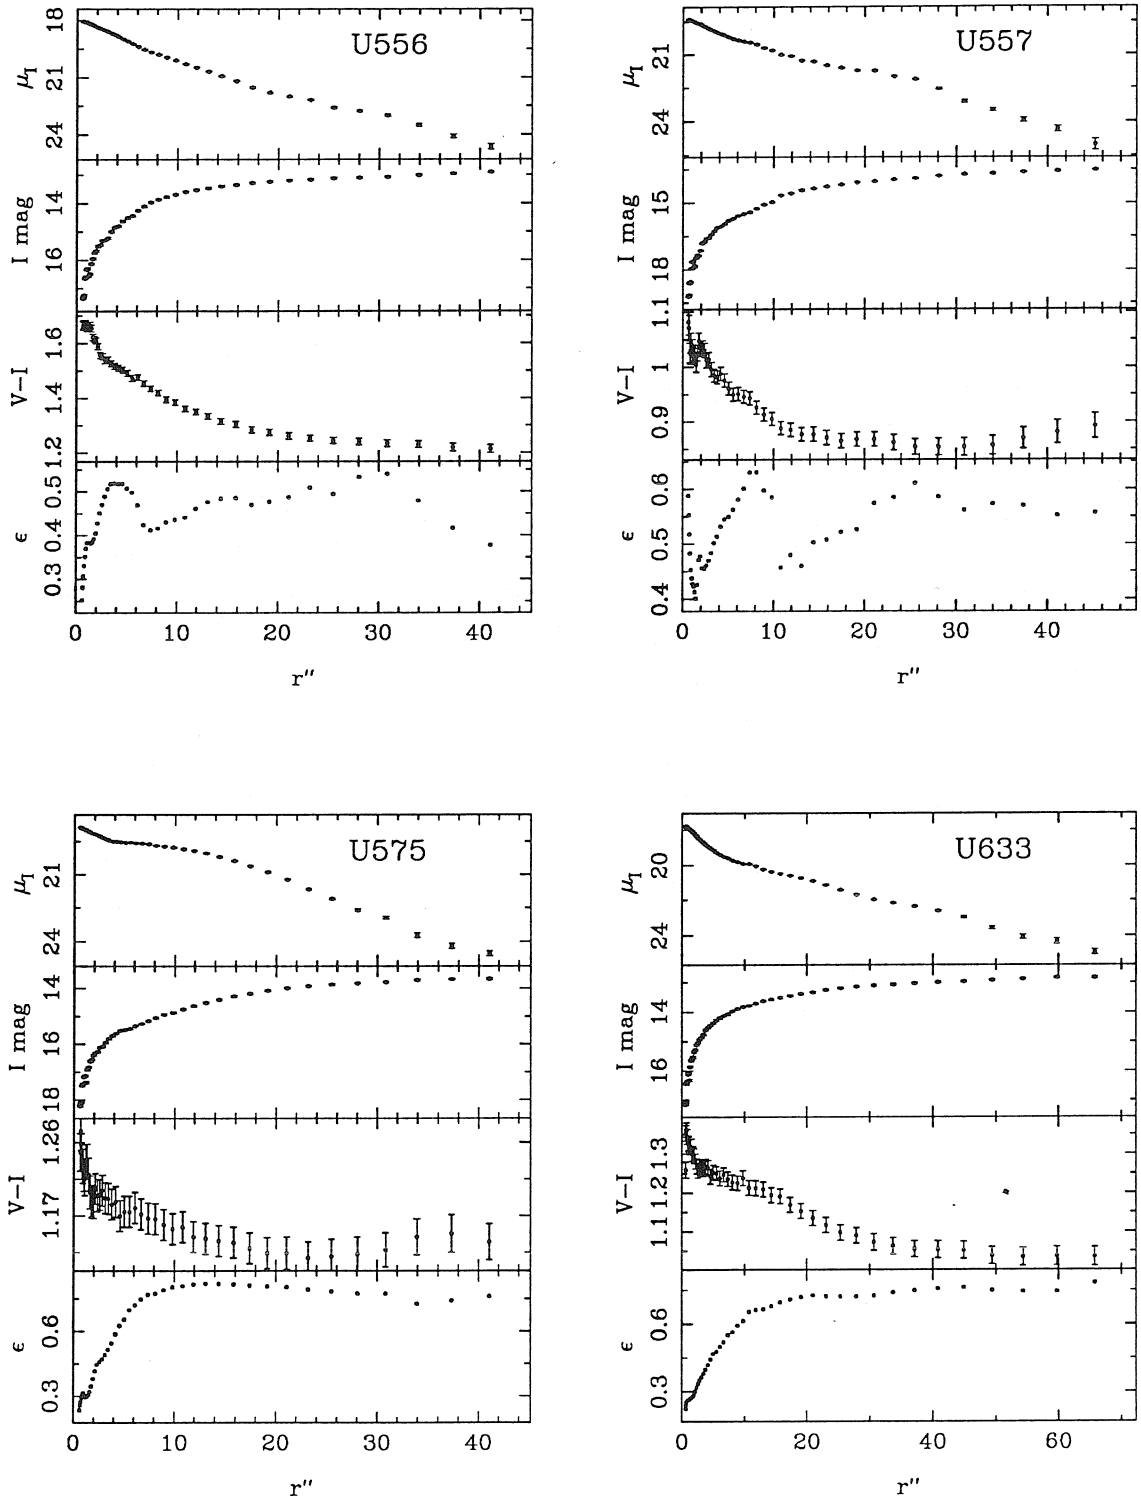 U556
μI
18
21
24
I mag
14
16
V−I
1.6
1.4
1.2
ϵ
0.5
0.4
0.3
0 10 20 30 40
r″
U557
μI
21
24
I mag
15
18
V−I
1.1
1
0.9
ϵ
0.6
0.5
0.4
0 10 20 30 40
r″
U575
μI
21
24
I mag
14
16
18
V−I
1.26
1.17
ϵ
0.6
0.3
0 10 20 30 40
r″
U633
μI
20
24
I mag
14
16
V−I
1.3
1.2
1.1
ϵ
0.6
0.3
0 20 40 60
r″